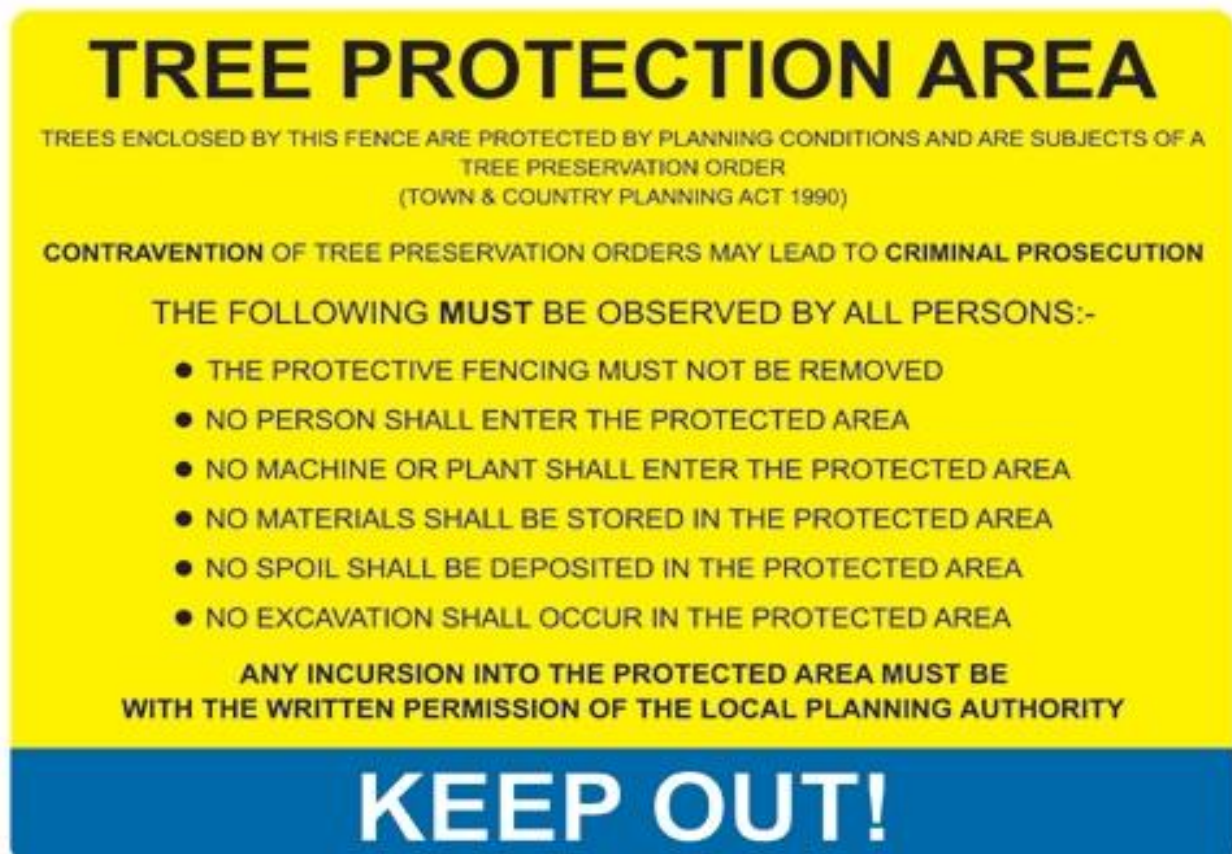 TREE PROTECTION AREA
TREES ENCLOSED BY THIS FENCE ARE PROTECTED BY PLANNING CONDITIONS AND ARE SUBJECTS OF A
TREE PRESERVATION ORDER
(TOWN & COUNTRY PLANNING ACT 1990)
CONTRAVENTION OF TREE PRESERVATION ORDERS MAY LEAD TO CRIMINAL PROSECUTION
THE FOLLOWING MUST BE OBSERVED BY ALL PERSONS:-
● THE PROTECTIVE FENCING MUST NOT BE REMOVED
● NO PERSON SHALL ENTER THE PROTECTED AREA
● NO MACHINE OR PLANT SHALL ENTER THE PROTECTED AREA
● NO MATERIALS SHALL BE STORED IN THE PROTECTED AREA
● NO SPOIL SHALL BE DEPOSITED IN THE PROTECTED AREA
● NO EXCAVATION SHALL OCCUR IN THE PROTECTED AREA
ANY INCURSION INTO THE PROTECTED AREA MUST BE
WITH THE WRITTEN PERMISSION OF THE LOCAL PLANNING AUTHORITY
KEEP OUT!